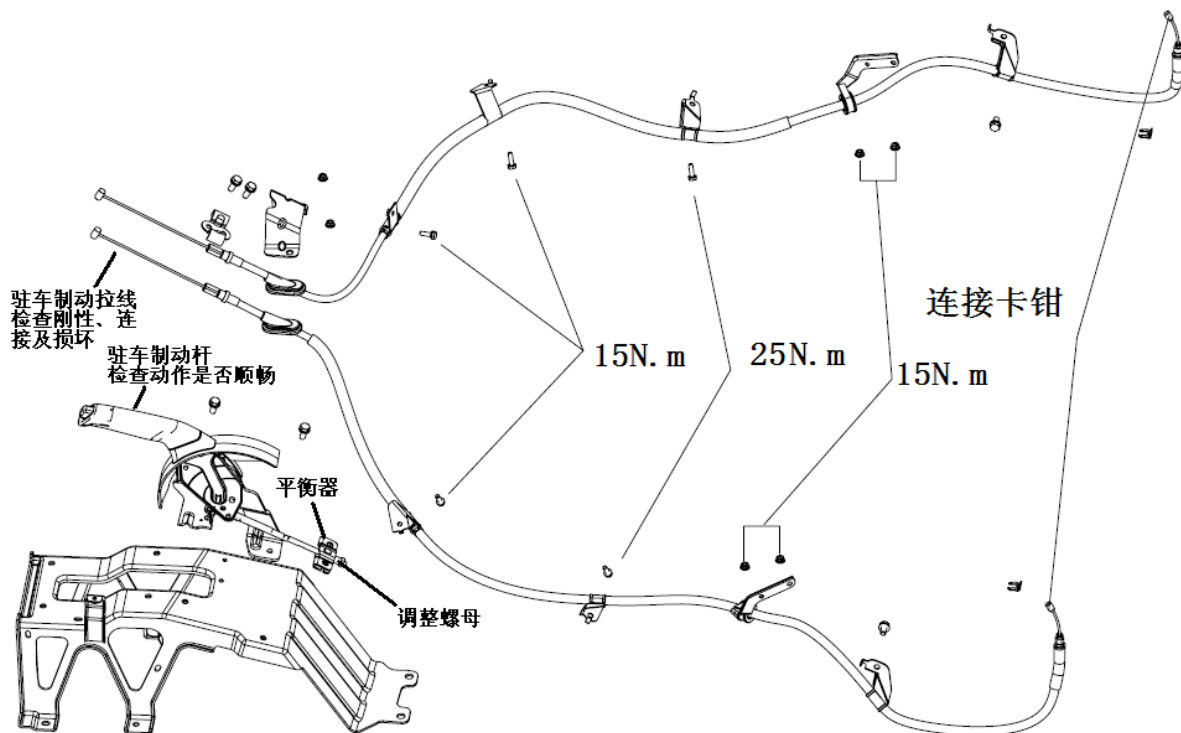 驻车制动拉线
检查刚性、连
接及损坏
驻车制动杆
检查动作是否顺畅
15N.m
25N.m
15N.m
连接卡钳
平衡器
调整螺母